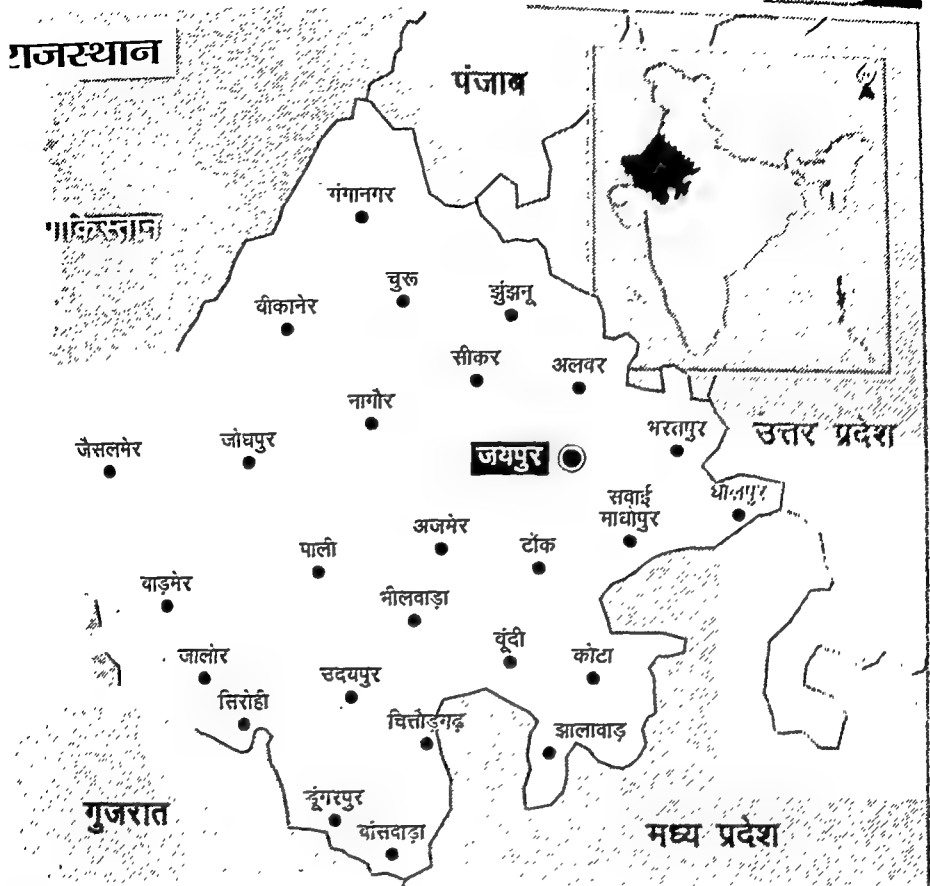 राजस्थान
पंजाब
गंगानगर
पाकिस्तान
चुरू
झुंझनू
बीकानेर
सीकर
अलवर
नागौर
भरतपुर
उत्तर प्रदेश
जैसलमेर
जोधपुर
जयपुर
सवाई
माधोपुर
धौलपुर
अजमेर
टोंक
पाली
बाड़मेर
भीलवाड़ा
बूंदी
कोटा
जालोर
उदयपुर
सिरोही
चित्तौड़गढ़
झालावाड़
डूंगरपुर
गुजरात
बांसवाड़ा
मध्य प्रदेश